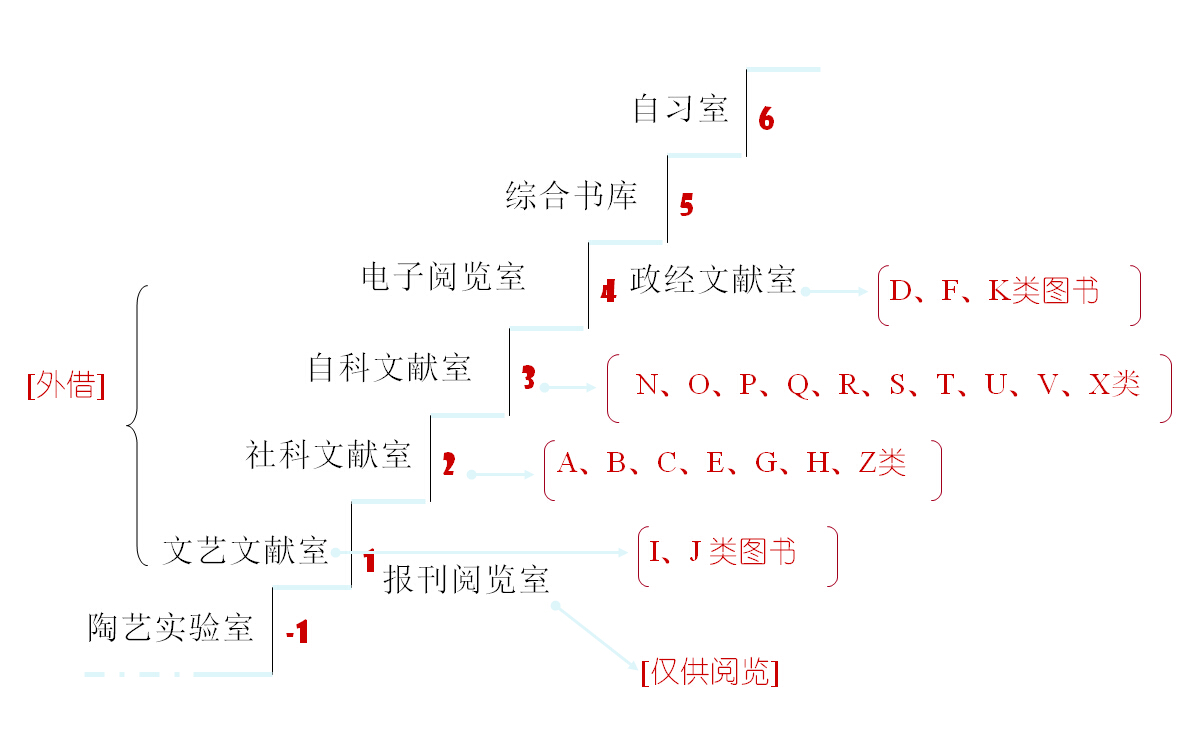 自习室
6
综合书库
5
电子阅览室
4
政经文献室
D、F、K类图书
[外借]
自科文献室
3
N、O、P、Q、R、S、T、U、V、X类
社科文献室
2
A、B、C、E、G、H、Z类
文艺文献室
1
I、J 类图书
报刊阅览室
陶艺实验室
-1
[仅供阅览]